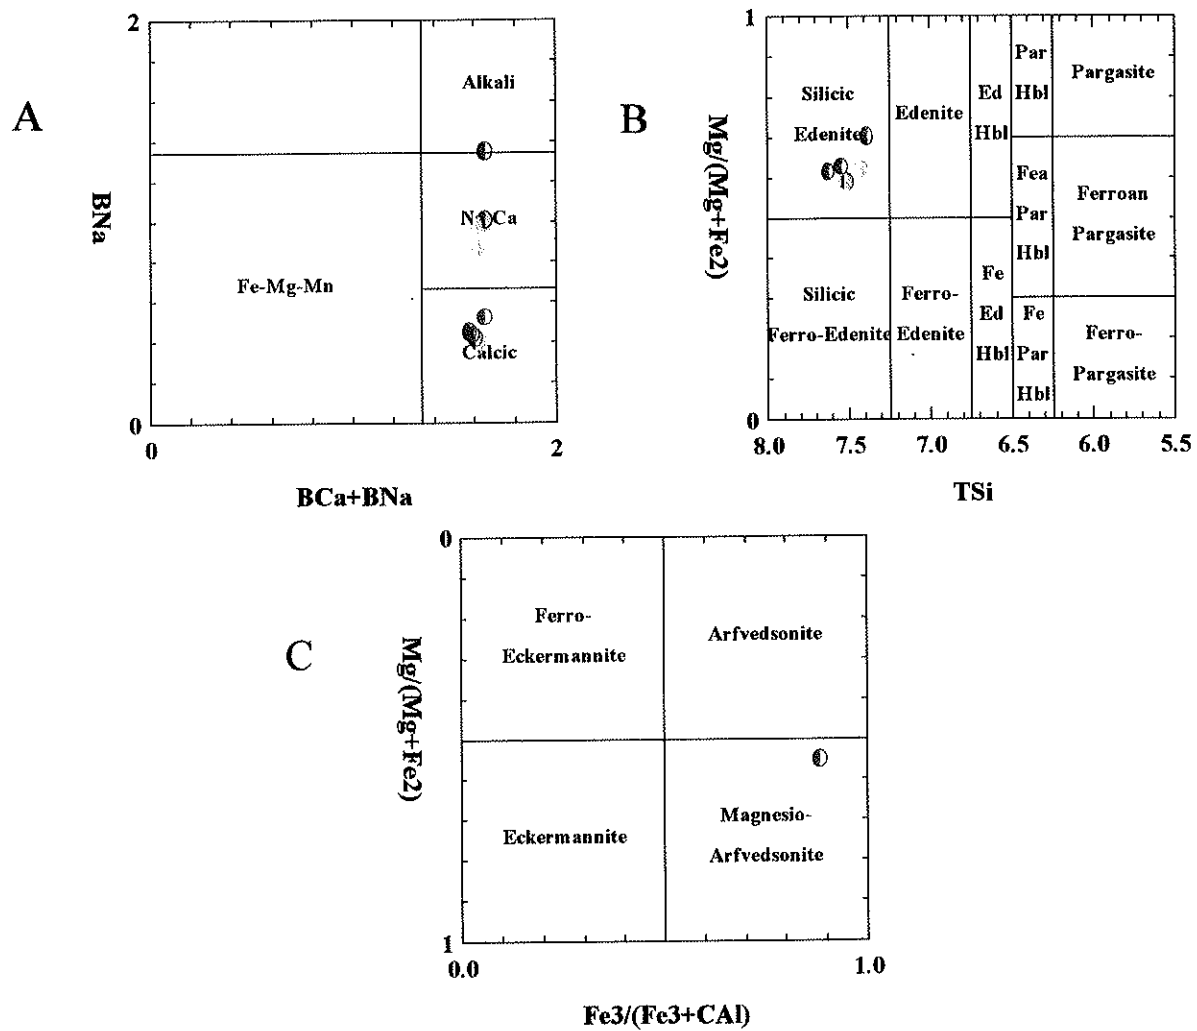 A
2
BNa
Alkali
Na-Ca
Fe-Mg-Mn
Calcic
0
0
2
BCa+BNa
B
1
Mg/(Mg+Fe2)
Silicic
Edenite
Edenite
Ed
Hbl
Par
Hbl
Pargasite
Fea
Par
Hbl
Ferroan
Pargasite
Silicic
Ferro-Edenite
Ferro-
Edenite
Fe
Ed
Hbl
Fe
Par
Hbl
Ferro-
Pargasite
0
8.0
7.5
7.0
6.5
6.0
5.5
TSi
C
0
Mg/(Mg+Fe2)
Ferro-
Eckermannite
Arfvedsonite
Eckermannite
Magnesio-
Arfvedsonite
1
0.0
1.0
Fe3/(Fe3+CAl)